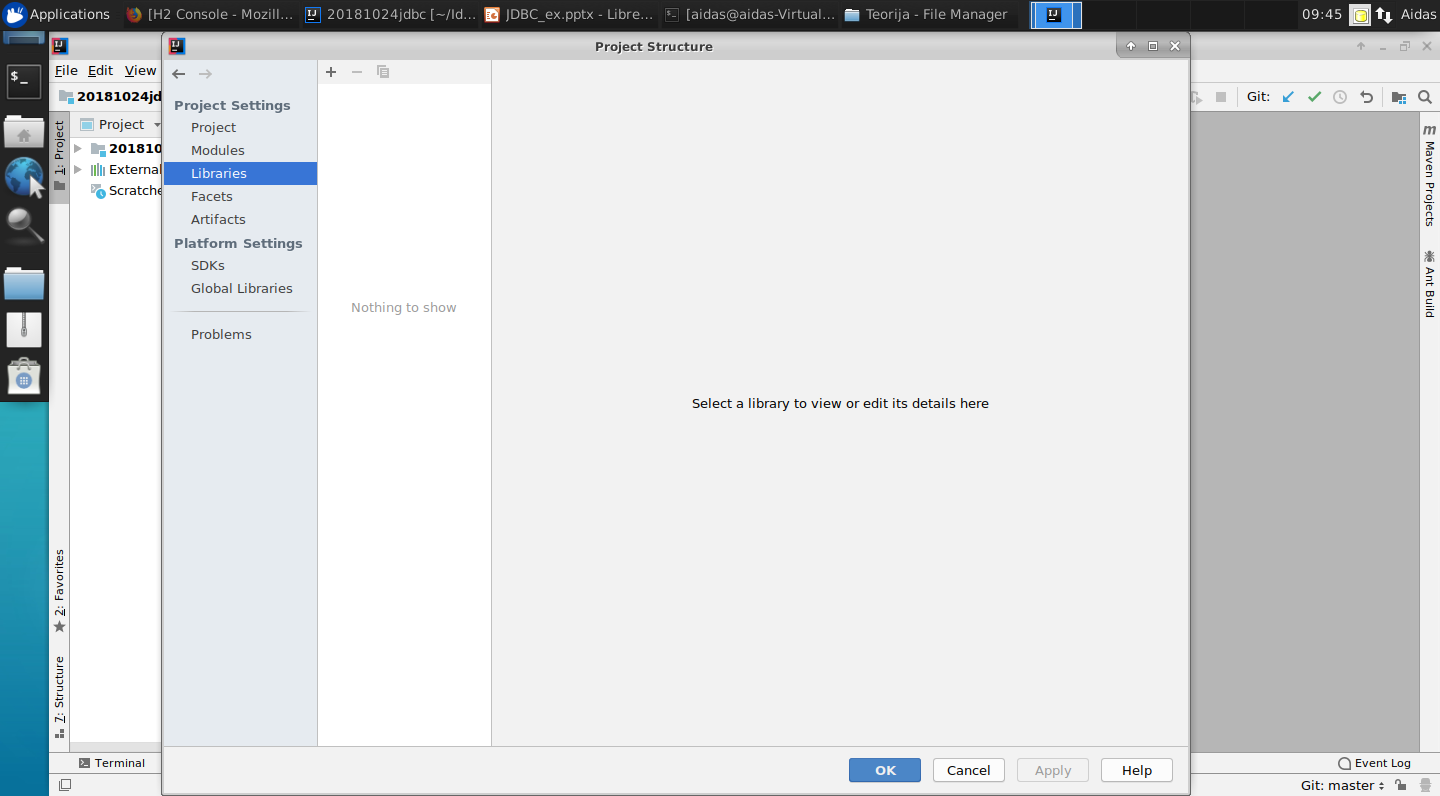 Applications
[H2 Console - Mozill...
20181024jdbc [~/Id...
JDBC_ex.pptx - Libre...
[aidas@aidas-Virtual...
Teorija - File Manager
09:45
Aidas
Project Structure
File Edit View
20181024jd
Git:
Project
1: Project
201810
External
Scratche
2: Favorites
7: Structure
Project Settings
Project
Modules
Libraries
Facets
Artifacts
Platform Settings
SDKs
Global Libraries
Problems
Nothing to show
Select a library to view or edit its details here
Maven Projects
Ant Build
OK
Cancel
Apply
Help
Terminal
Event Log
Git: master